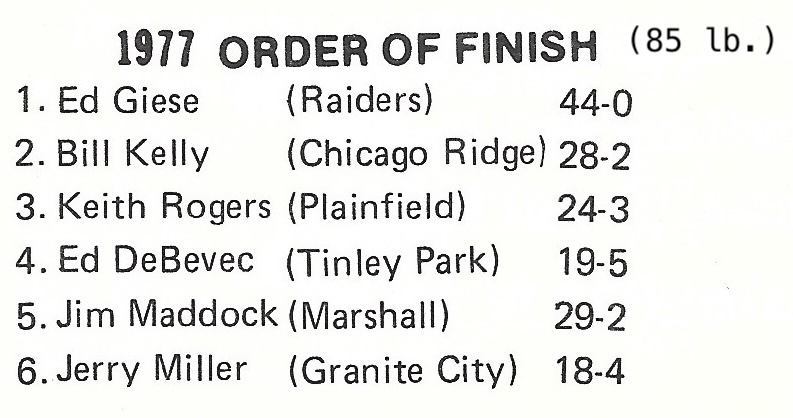 1977 ORDER OF FINISH (85 lb.)
1. Ed Giese (Raiders) 44-0
2. Bill Kelly (Chicago Ridge) 28-2
3. Keith Rogers (Plainfield) 24-3
4. Ed DeBevec (Tinley Park) 19-5
5. Jim Maddock (Marshall) 29-2
6. Jerry Miller (Granite City) 18-4